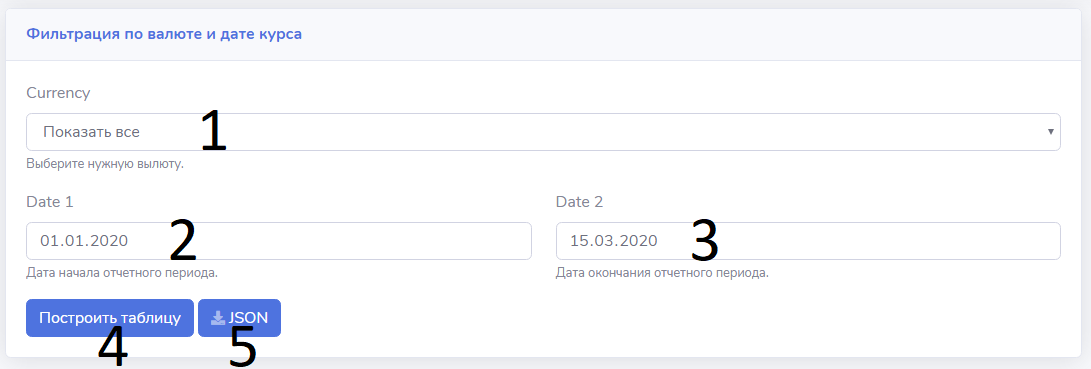 Фильтрация по валюте и дате курса
Currency
Показать все 1
Выберите нужную вылюту.
Date 1 Date 2
01.01.2020 2 15.03.2020 3
Дата начала отчетного периода. Дата окончания отчетного периода.
Построить таблицу JSON
4 5